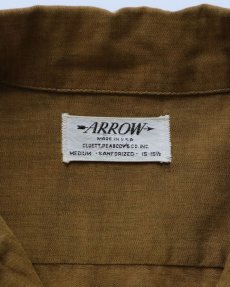 ARROW
MADE IN U.S.A
CLUETT, PEABODY & CO. INC.
MEDIUM - SANFORIZED - 15-15½